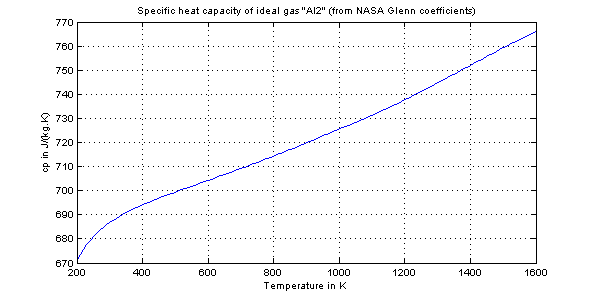 Specific heat capacity of ideal gas "Al2" (from NASA Glenn coefficients)
770
760
750
740
730
720
710
700
690
680
670
cp in J/(kg.K)
200 400 600 800 1000 1200 1400 1600
Temperature in K